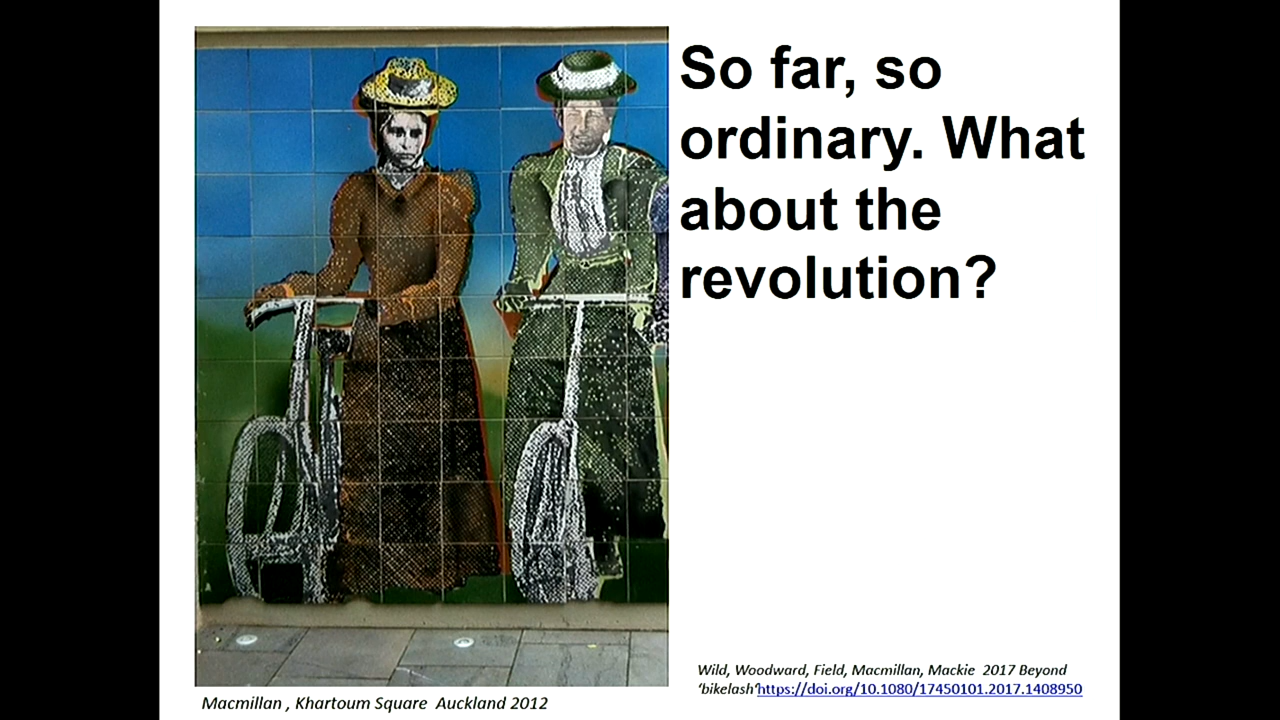 So far, so
ordinary. What
about the
revolution?
Wild, Woodward, Field, Macmillan, Mackie 2017 Beyond
‘bikelash’https://doi.org/10.1080/17450101.2017.1408950
Macmillan , Khartoum Square Auckland 2012